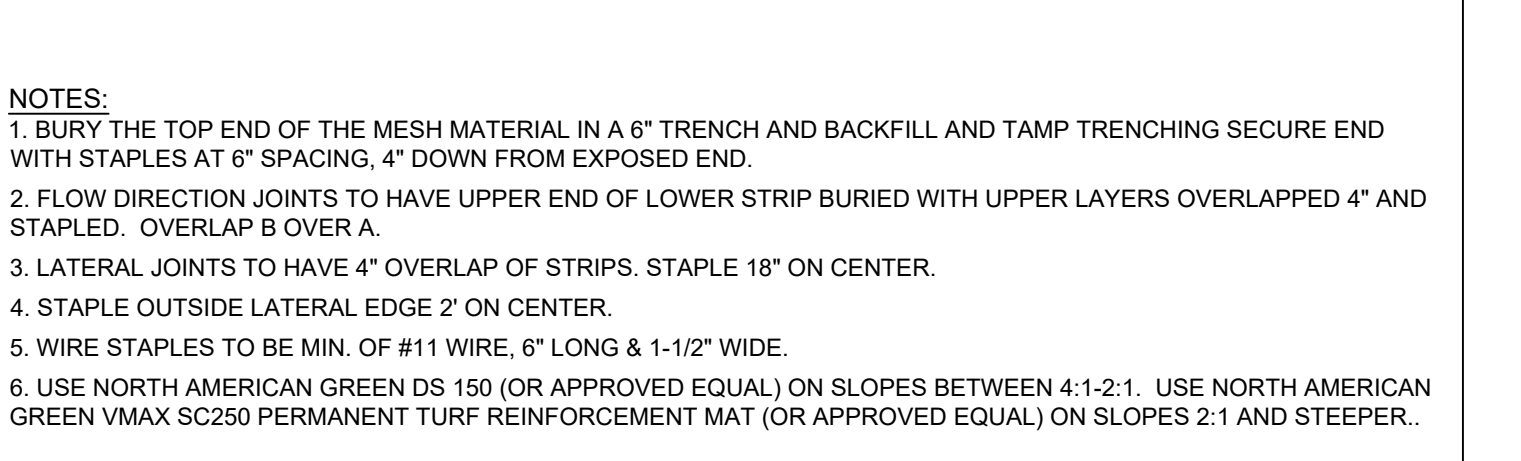 NOTES:
1. BURY THE TOP END OF THE MESH MATERIAL IN A 6" TRENCH AND BACKFILL AND TAMP TRENCHING SECURE END
WITH STAPLES AT 6" SPACING, 4" DOWN FROM EXPOSED END.
2. FLOW DIRECTION JOINTS TO HAVE UPPER END OF LOWER STRIP BURIED WITH UPPER LAYERS OVERLAPPED 4" AND
STAPLED.  OVERLAP B OVER A.
3. LATERAL JOINTS TO HAVE 4" OVERLAP OF STRIPS. STAPLE 18" ON CENTER.
4. STAPLE OUTSIDE LATERAL EDGE 2' ON CENTER.
5. WIRE STAPLES TO BE MIN. OF #11 WIRE, 6" LONG & 1-1/2" WIDE.
6. USE NORTH AMERICAN GREEN DS 150 (OR APPROVED EQUAL) ON SLOPES BETWEEN 4:1-2:1.  USE NORTH AMERICAN
GREEN VMAX SC250 PERMANENT TURF REINFORCEMENT MAT (OR APPROVED EQUAL) ON SLOPES 2:1 AND STEEPER..